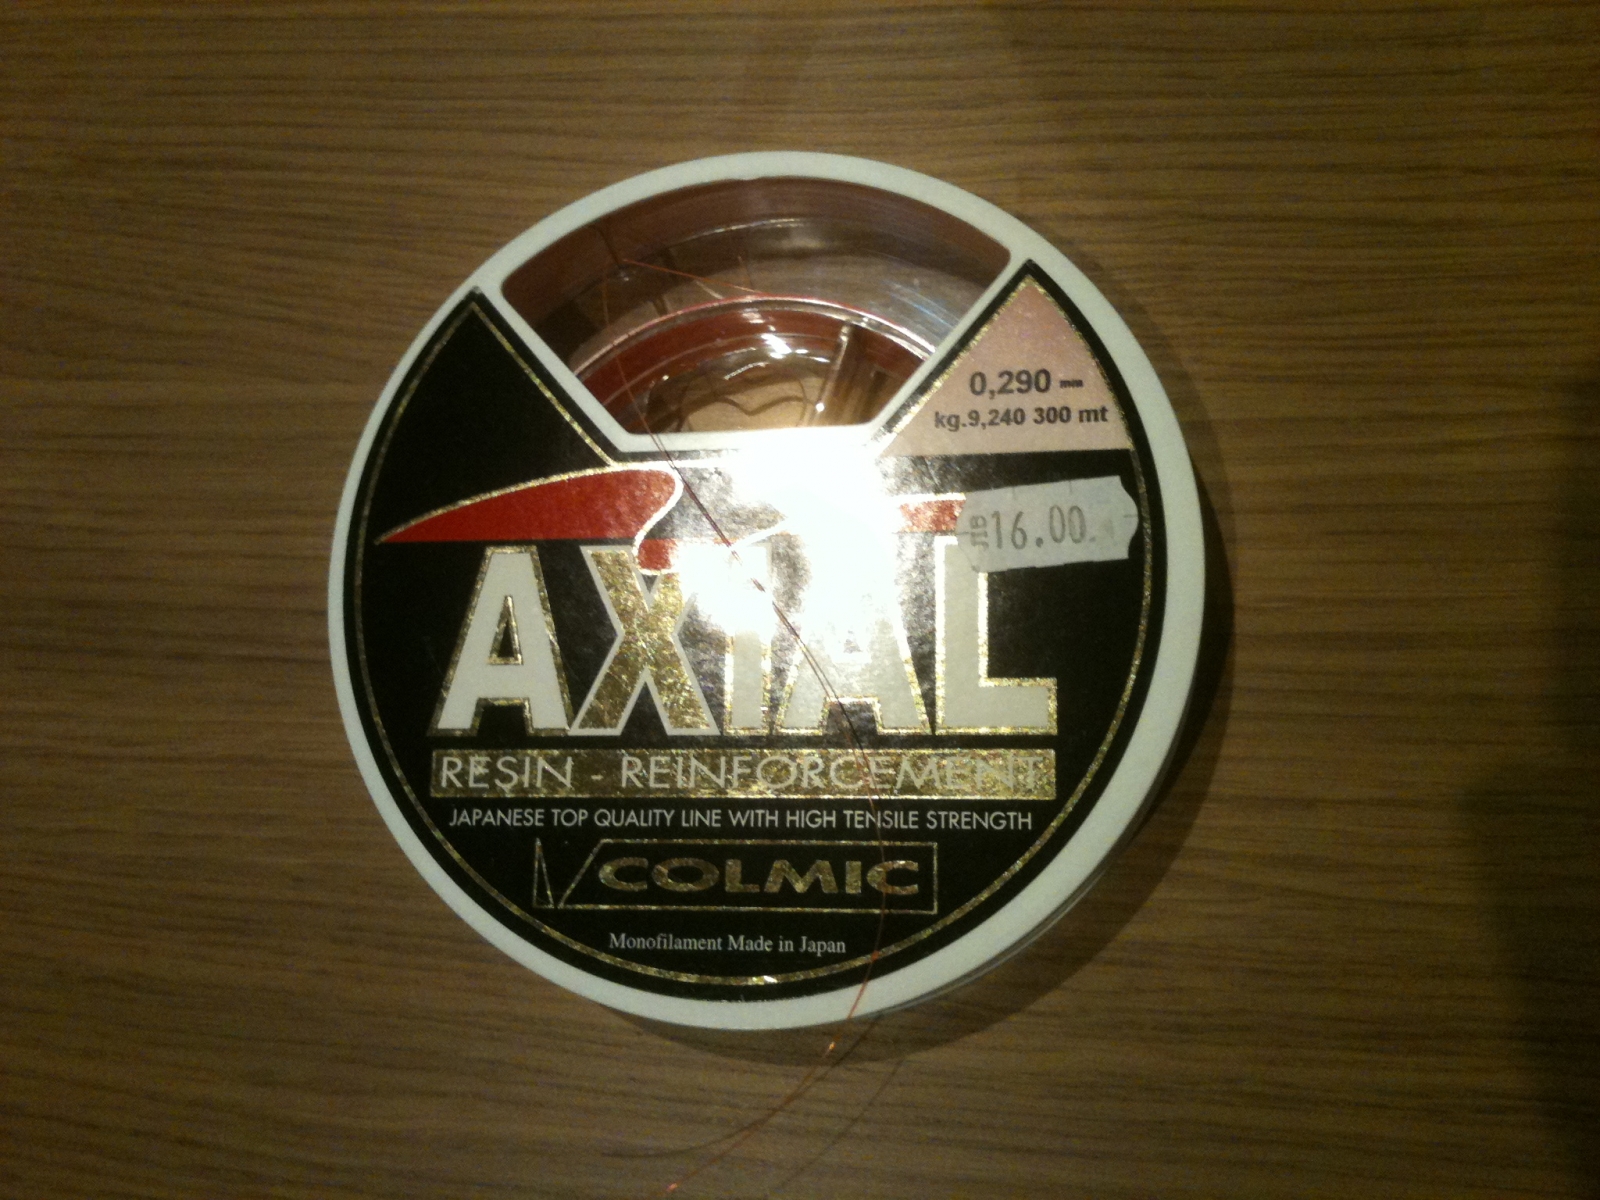 0,290 mm
kg.9,240 300 mt
ЛВ 16.00
AXIAL
RESIN - REINFORCEMENT
JAPANESE TOP QUALITY LINE WITH HIGH TENSILE STRENGTH
COLMIC
Monofilament Made in Japan